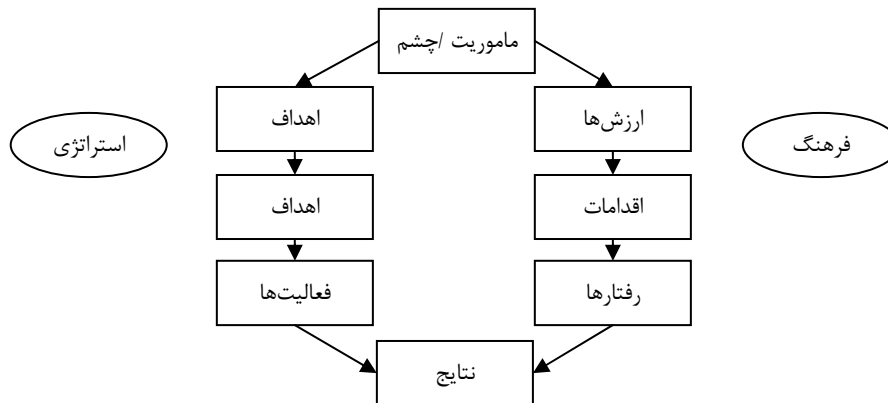 ماموریت /چشم
ارزش‌ها
اهداف
فرهنگ
استراتژی
اقدامات
اهداف
رفتارها
فعالیت‌ها
نتایج